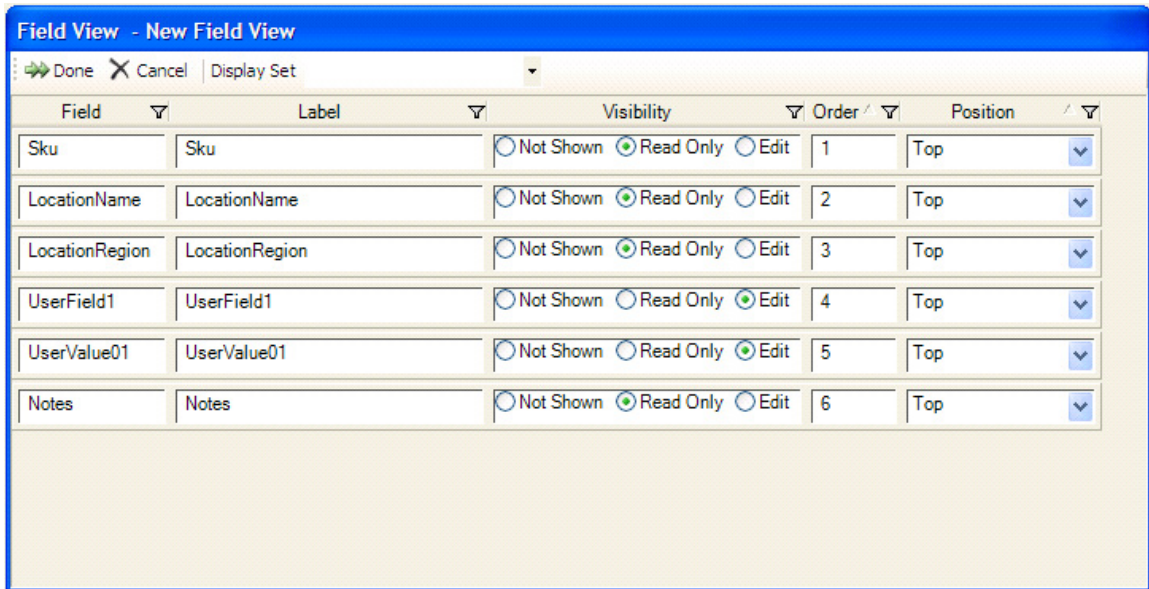 Field View - New Field View
Done Cancel Display Set
Field Label Visibility Order Position
Sku Sku Not Shown Read Only Edit 1 Top
LocationName LocationName Not Shown Read Only Edit 2 Top
LocationRegion LocationRegion Not Shown Read Only Edit 3 Top
UserField1 UserField1 Not Shown Read Only Edit 4 Top
UserValue01 UserValue01 Not Shown Read Only Edit 5 Top
Notes Notes Not Shown Read Only Edit 6 Top